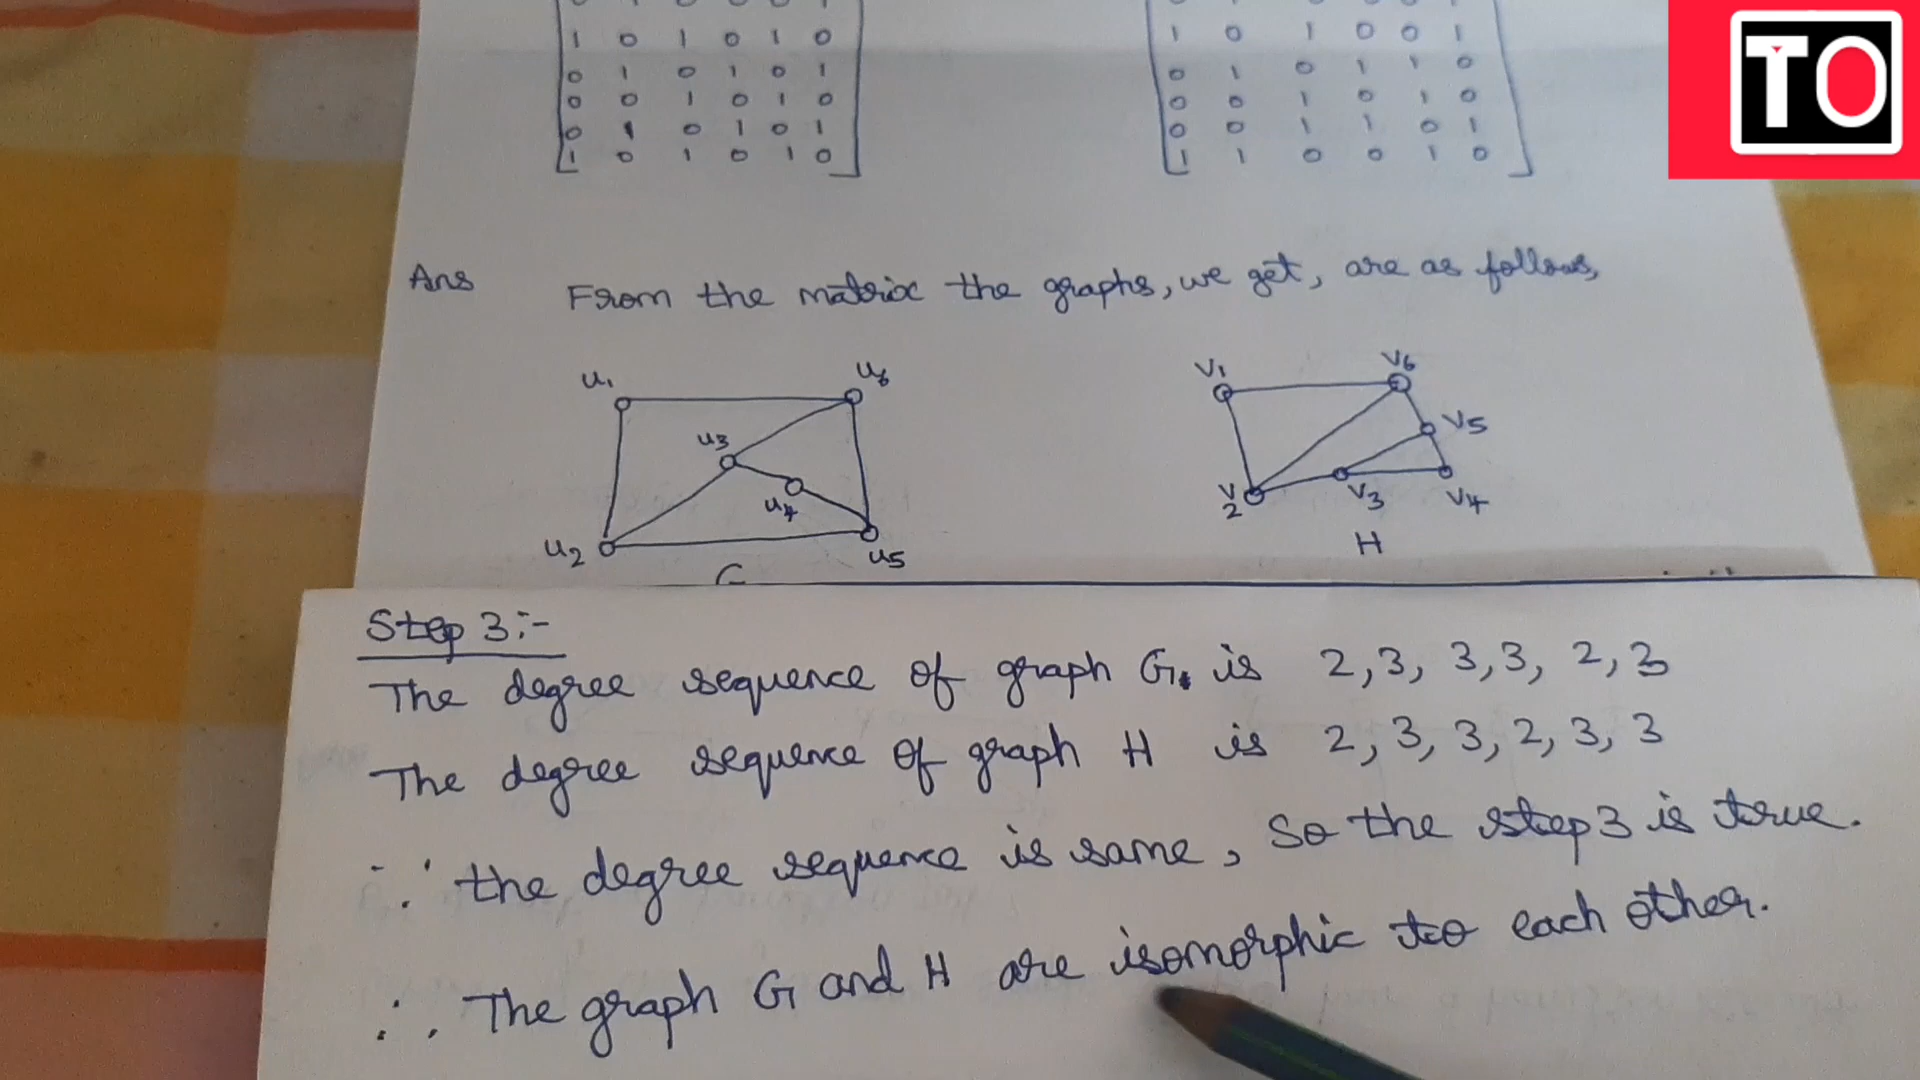 1 0 1 0 1 0
0 1 0 1 0 1
0 0 1 0 1 0
0 1 0 1 0 1
1 0 1 0 1 0
1 0 1 0 0 1
0 1 0 1 1 0
0 0 1 0 1 0
0 0 1 1 0 1
1 1 0 0 1 0
TO
Ans From the matrix the graphs, we get, are as follows,
u1 u6
u3
u4
u2 u5
G
V1 V6
V5
V2 V3 V4
H
Step 3:-
The degree sequence of graph G is 2,3, 3,3, 2,3
The degree sequence of graph H is 2,3,3,2,3,3
∵ the degree sequence is same, So the step 3 is true.
∴ The graph G and H are isomorphic to each other.